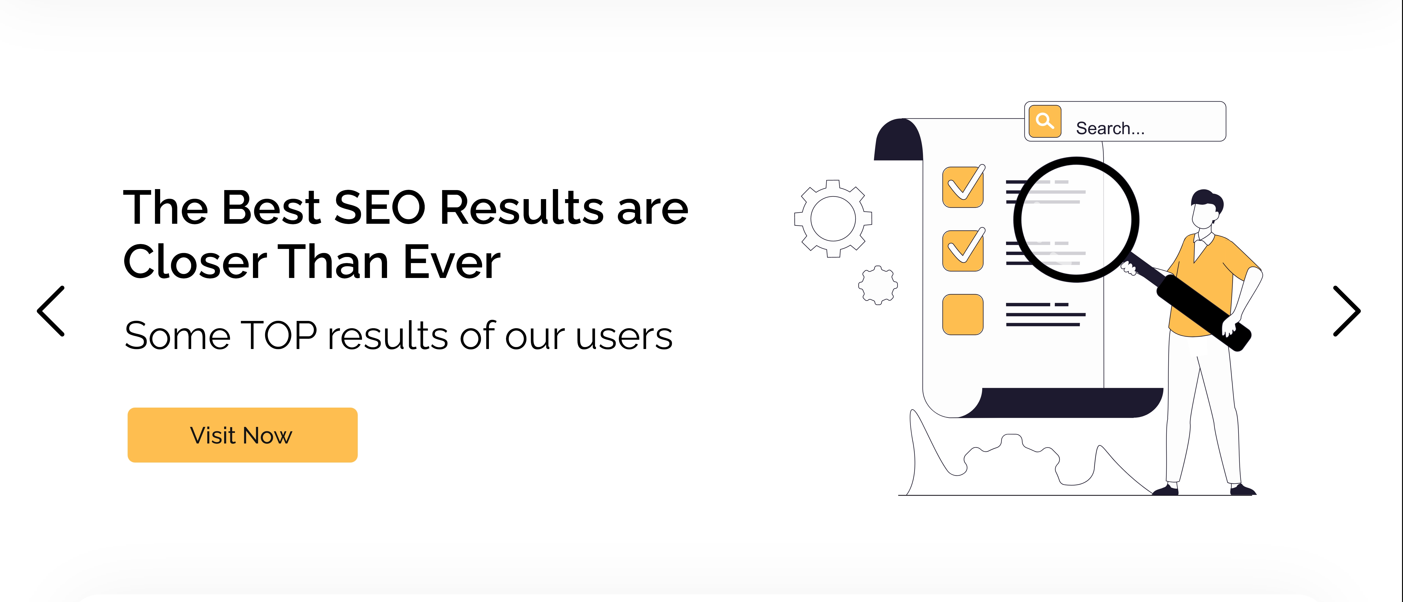 Search...
The Best SEO Results are
Closer Than Ever
Some TOP results of our users
Visit Now